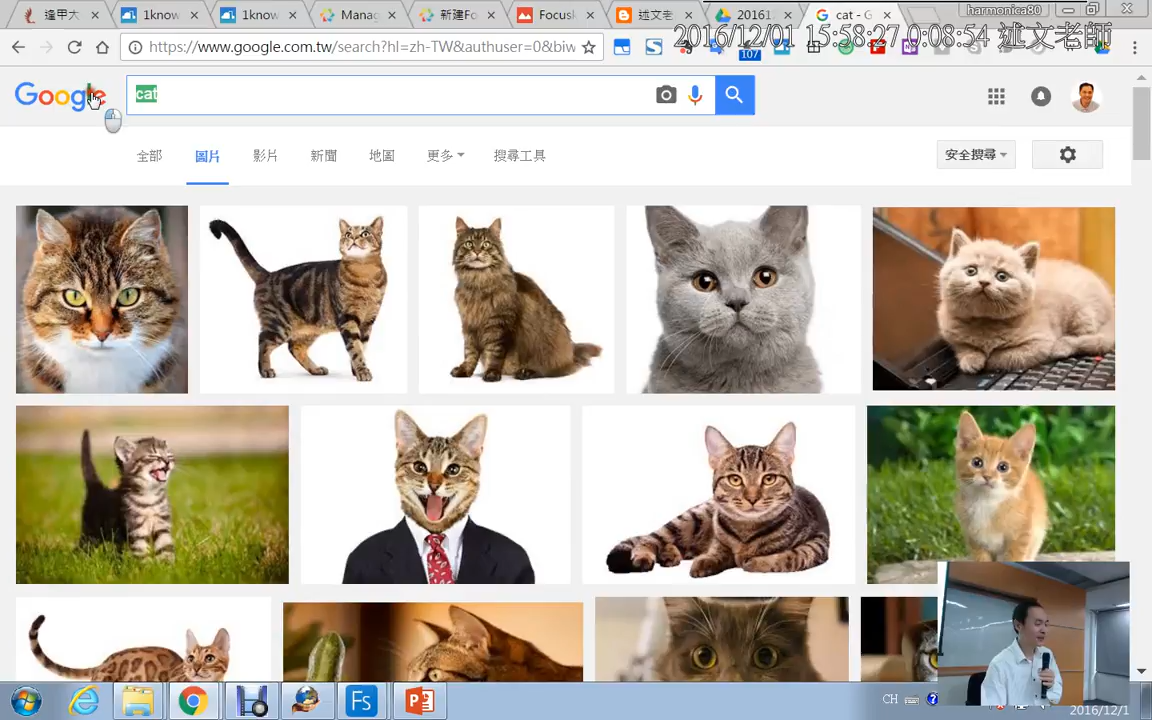 逢甲大
1know
1know
Manag
新建Fo
Focusk
述文老
20161
cat - G
harmonica80
https://www.google.com.tw/search?hl=zh-TW&authuser=0&biw
107
2016/12/01 15:58:27 0:08:54 述文老師
Google
cat
全部
圖片
影片
新聞
地圖
更多
搜尋工具
安全搜尋
Fs
CH
2016/12/1